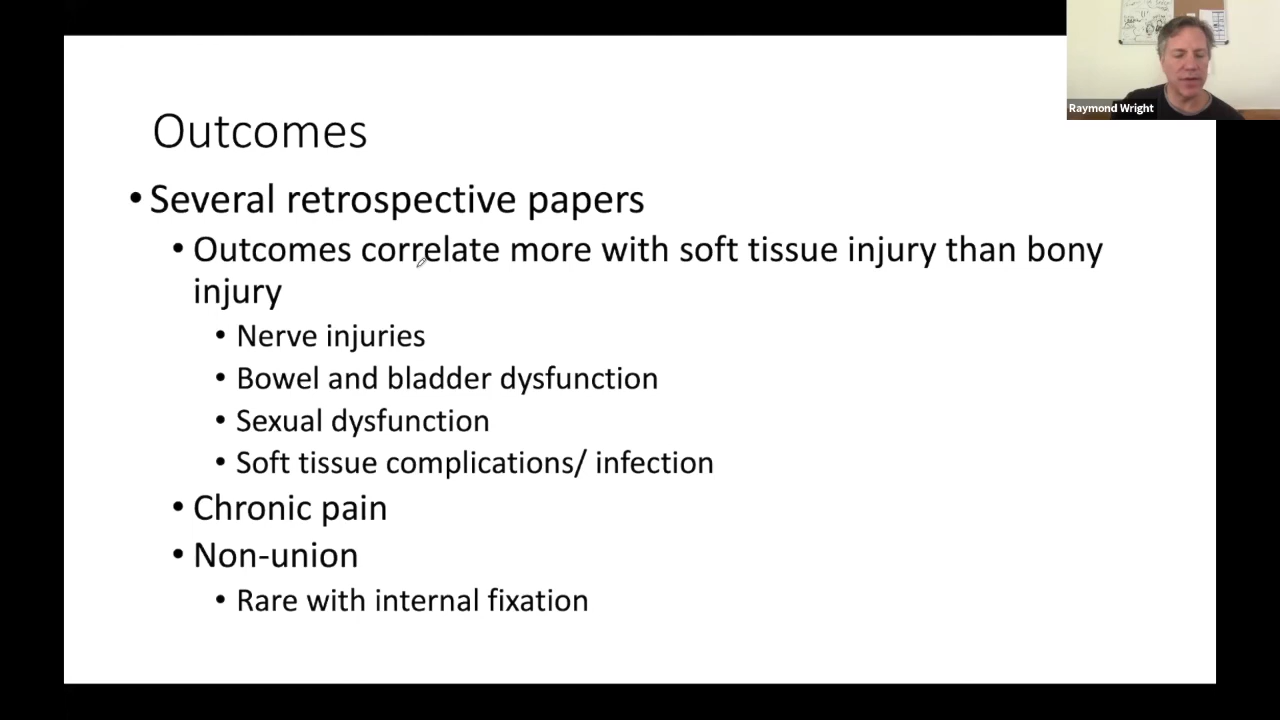 Raymond Wright
Outcomes
• Several retrospective papers
• Outcomes correlate more with soft tissue injury than bony
injury
• Nerve injuries
• Bowel and bladder dysfunction
• Sexual dysfunction
• Soft tissue complications/ infection
• Chronic pain
• Non-union
• Rare with internal fixation